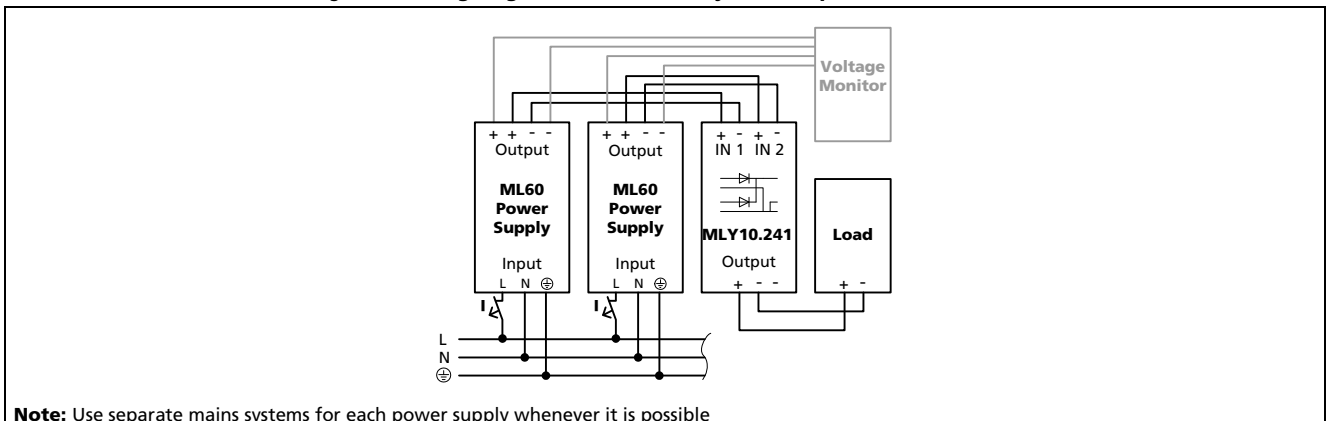 Voltage
Monitor
+ + - -
Output
ML60
Power
Supply
Input
L N
I
+ + - -
Output
ML60
Power
Supply
Input
L N
I
+ - + -
IN 1 IN 2
MLY10.241
Output
+ - -
Load
+ -
L
N
Note: Use separate mains systems for each power supply whenever it is possible